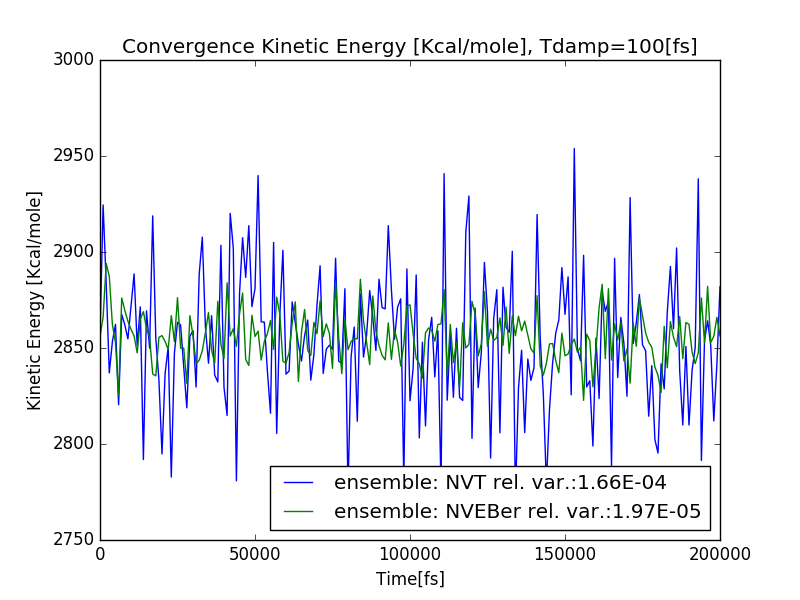 Convergence Kinetic Energy [Kcal/mole], Tdamp=100[fs]
3000
2950
2900
2850
2800
2750
Kinetic Energy [Kcal/mole]
ensemble: NVT rel. var.:1.66E-04
ensemble: NVEBer rel. var.:1.97E-05
0 50000 100000 150000 200000
Time[fs]